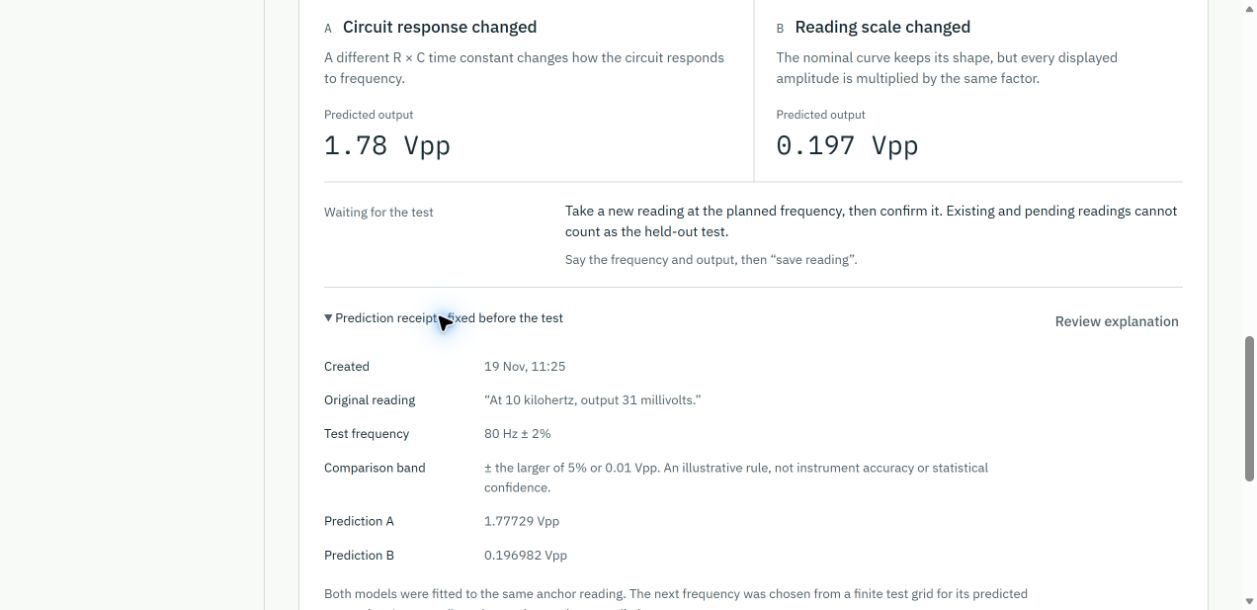 A Circuit response changed
A different R × C time constant changes how the circuit responds
to frequency.
Predicted output
1.78 Vpp
B Reading scale changed
The nominal curve keeps its shape, but every displayed
amplitude is multiplied by the same factor.
Predicted output
0.197 Vpp
Waiting for the test
Take a new reading at the planned frequency, then confirm it. Existing and pending readings cannot
count as the held-out test.
Say the frequency and output, then “save reading”.
▼ Prediction receipt fixed before the test
Review explanation
Created 19 Nov, 11:25
Original reading “At 10 kilohertz, output 31 millivolts.”
Test frequency 80 Hz ± 2%
Comparison band ± the larger of 5% or 0.01 Vpp. An illustrative rule, not instrument accuracy or statistical
confidence.
Prediction A 1.77729 Vpp
Prediction B 0.196982 Vpp
Both models were fitted to the same anchor reading. The next frequency was chosen from a finite test grid for its predicted